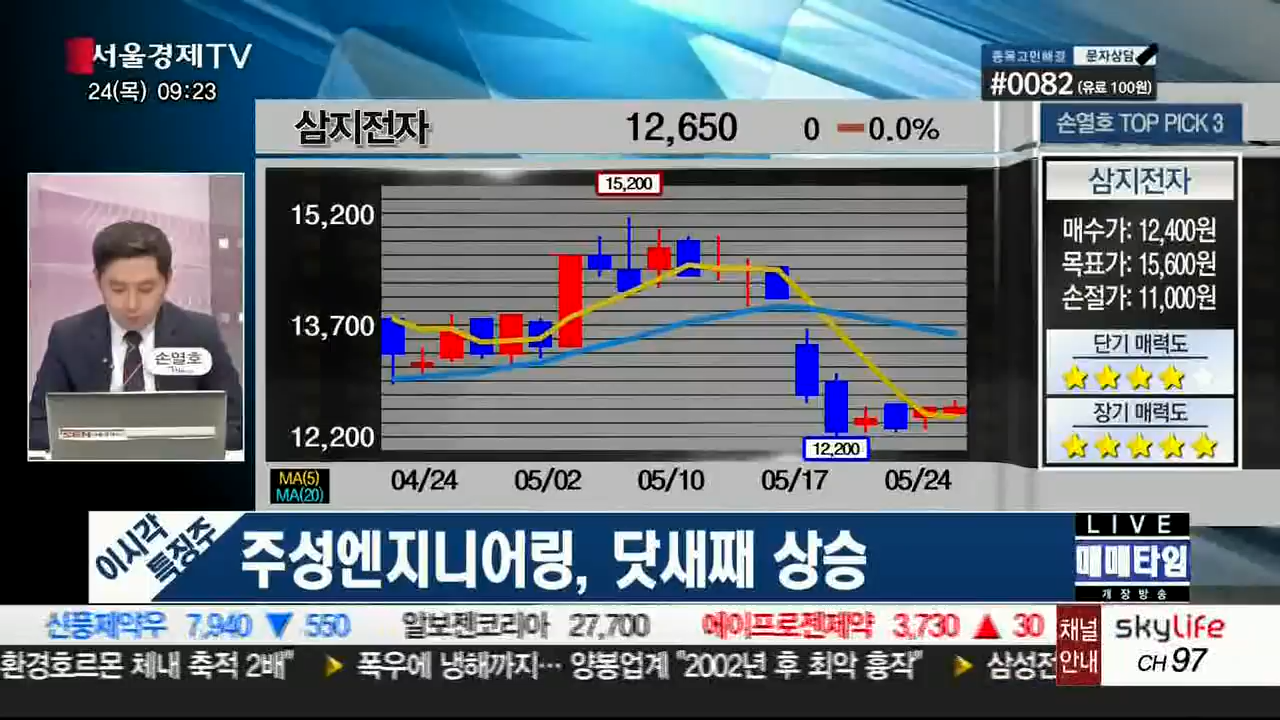 서울경제TV
24(목) 09:23
종목고민해결 문자상담
#0082 (유료 100원)
삼지전자 12,650 0 0.0%
손열호 TOP PICK 3
삼지전자
매수가: 12,400원
목표가: 15,600원
손절가: 11,000원
단기 매력도
장기 매력도
15,200
15,200
13,700
12,200
12,200
04/24 05/02 05/10 05/17 05/24
MA(5)
MA(20)
손열호
SEN
이시각
특징주
주성엔지니어링, 닷새째 상승
LIVE
매매타임
개장방송
신풍제약우 7,940 ▼ 550 알보젠코리아 27,700 에이프로젠제약 3,730 ▲ 30
채널
안내
skylife
CH 97
환경호르몬 체내 축적 2배" 폭우에 냉해까지… 양봉업계 "2002년 후 최악 흉작" 삼성전